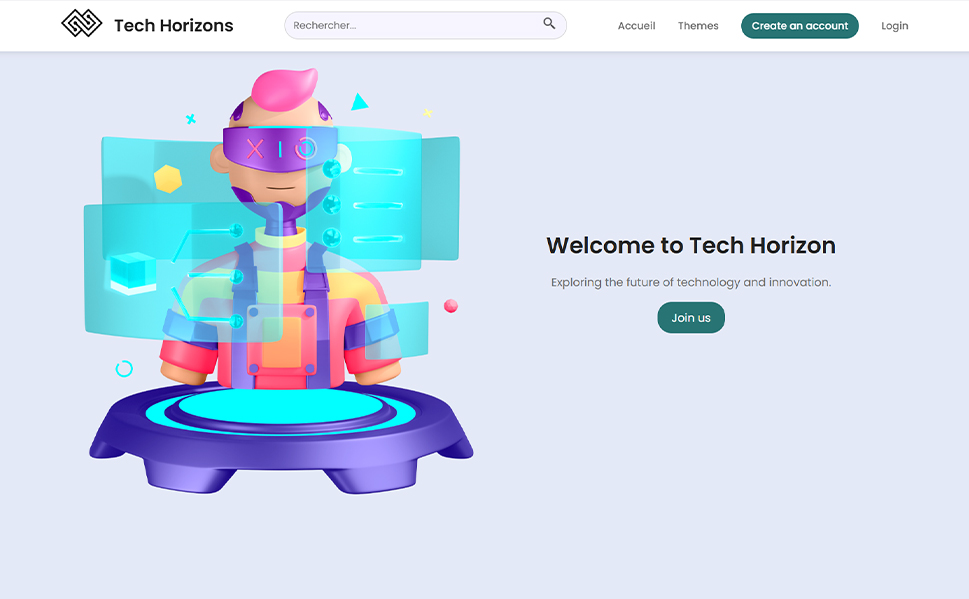 Tech Horizons
Rechercher...
Accueil
Themes
Create an account
Login
Welcome to Tech Horizon
Exploring the future of technology and innovation.
Join us